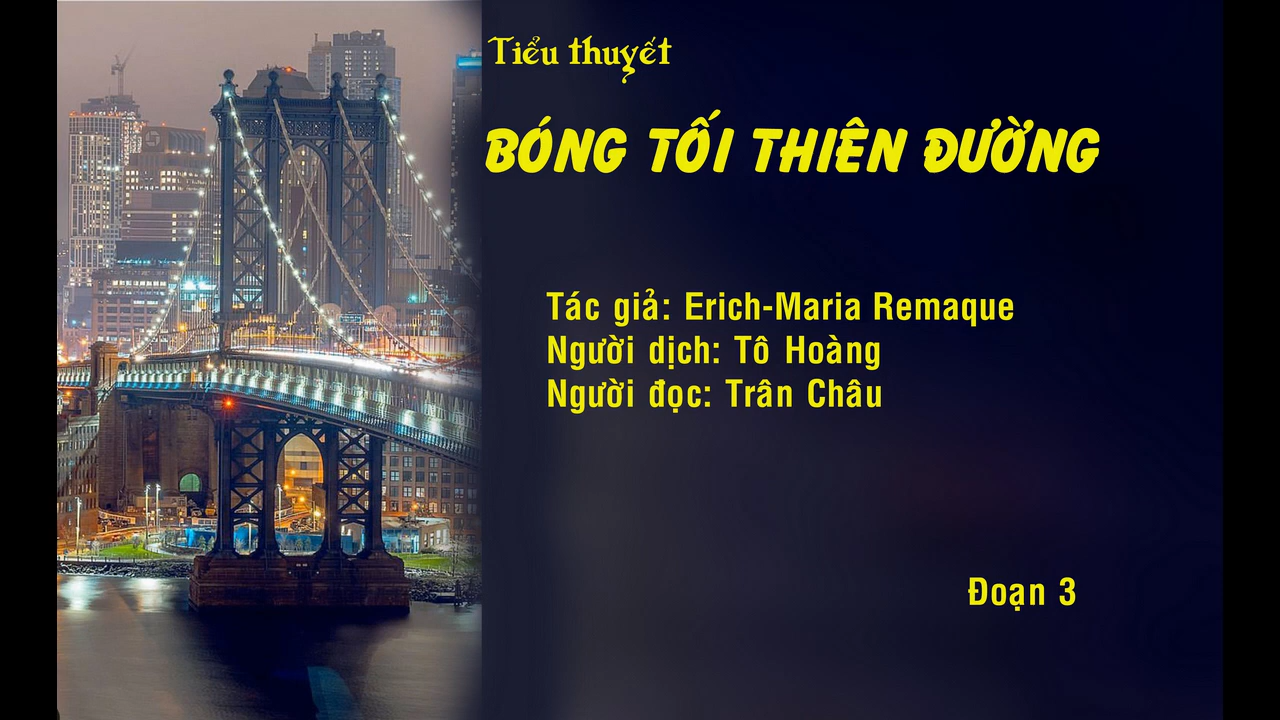 Tiểu thuyết
BÓNG TỐI THIÊN ĐƯỜNG
Tác giả: Erich-Maria Remaque
Người dịch: Tô Hoàng
Người đọc: Trân Châu
Đoạn 3